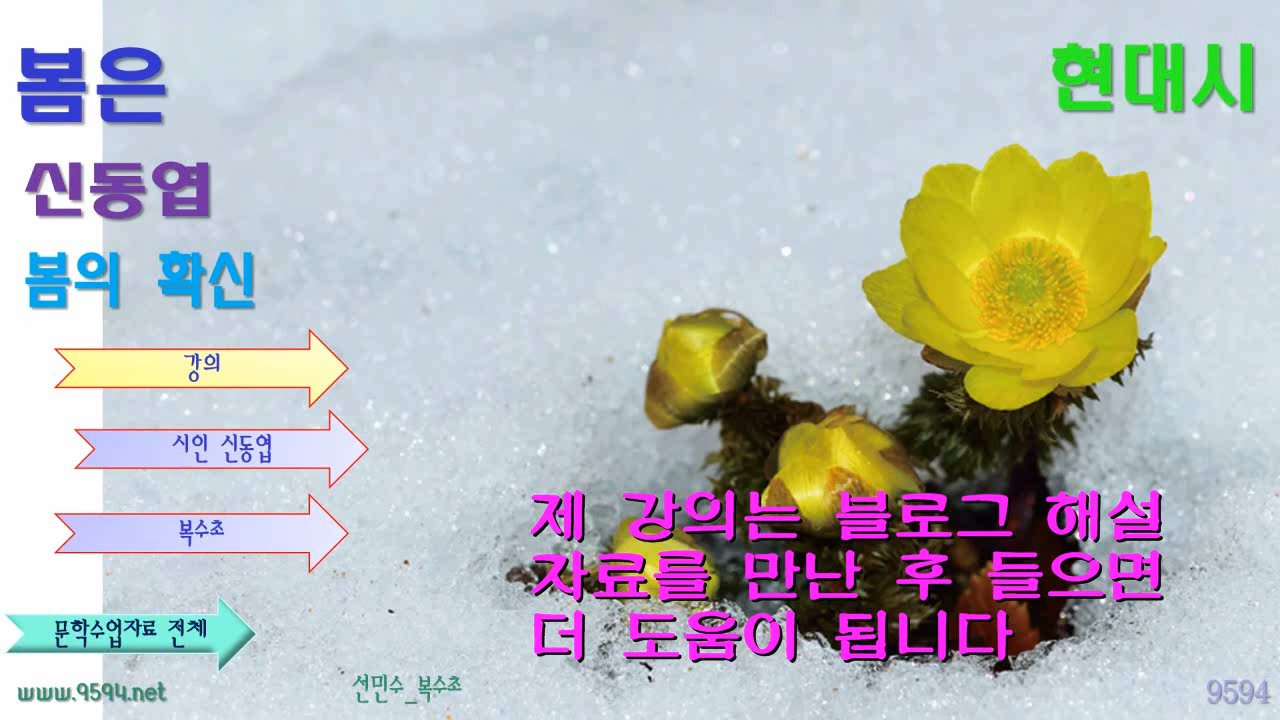 봄은
현대시
신동엽
봄의 확신
강의
시인 신동엽
복수초
제 강의는 블로그 해설
자료를 만난 후 들으면
더 도움이 됩니다
문학수업자료 전체
www.9594.net
선민수_복수초
9594